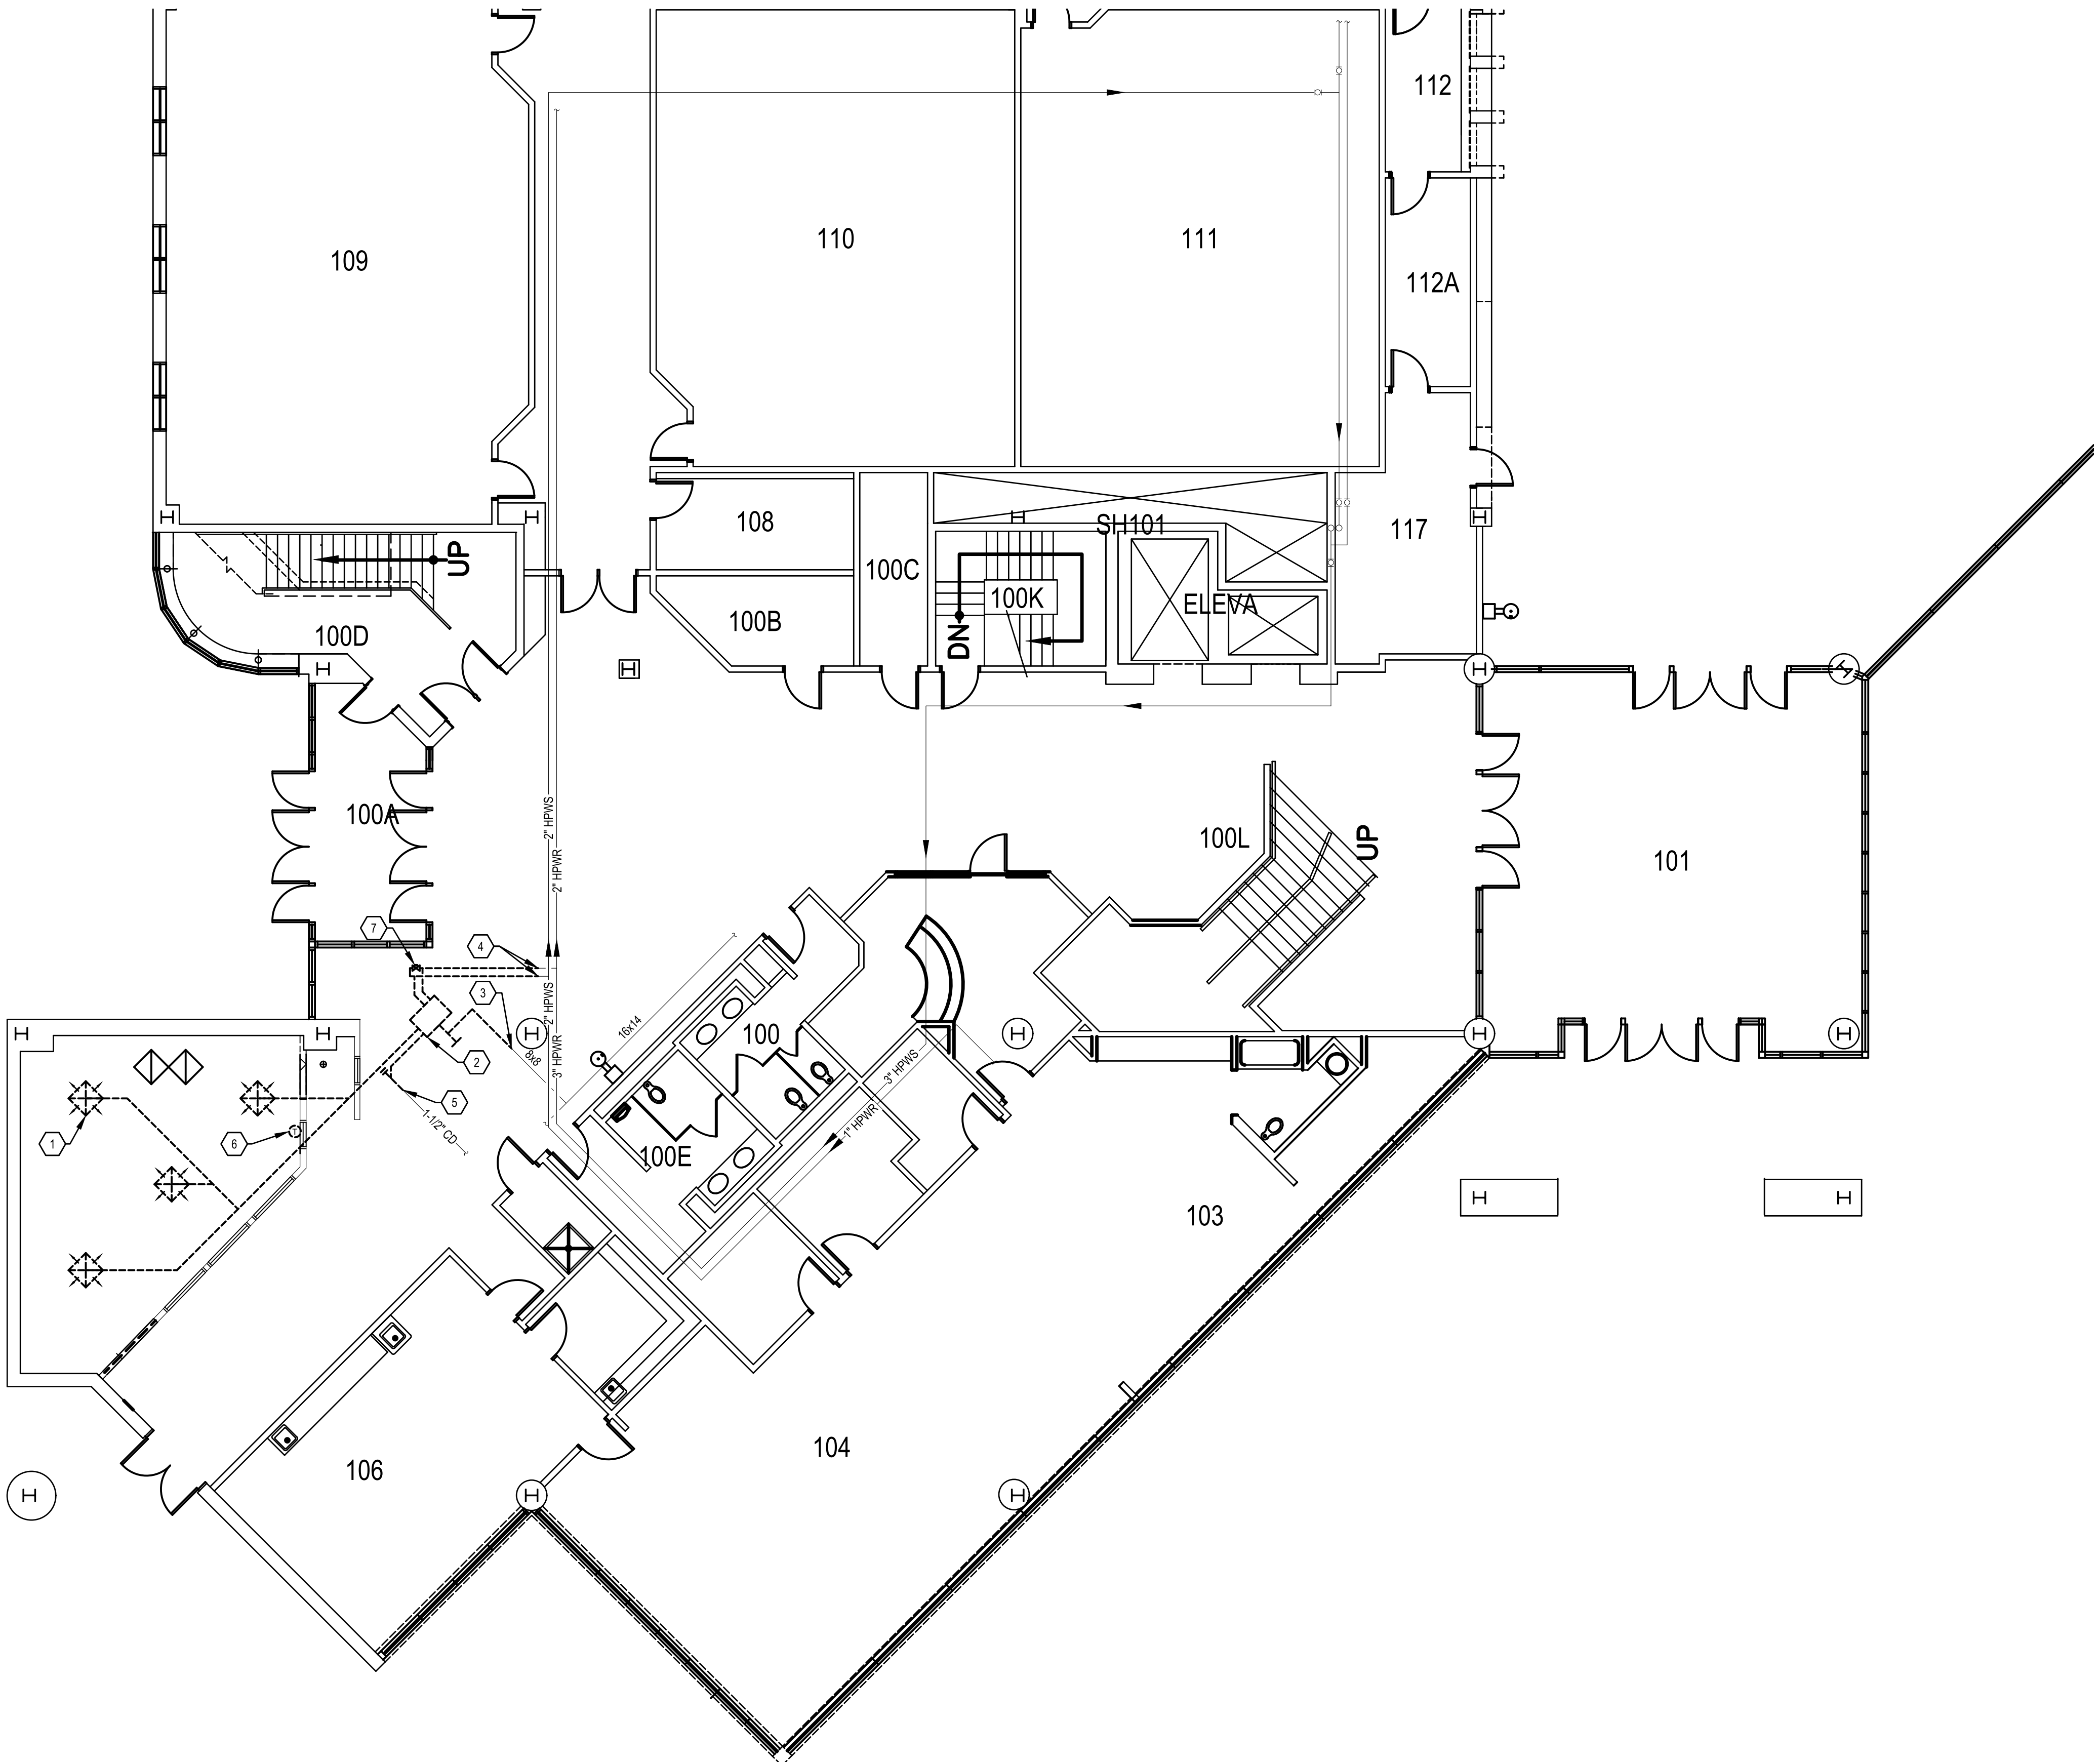 112
110
111
109
112A
108
SH101
117
UP
100C
100K
ELEVA
100B
100D
DN
2" HPWS
100A
100L
UP
101
2" HPWR
7
4
3
2" HPWS
16x14
100
8x8
3" HPWR
2
3" HPWS
5
1" HPWR
1-1/2" CD
1
6
T
100E
103
104
106